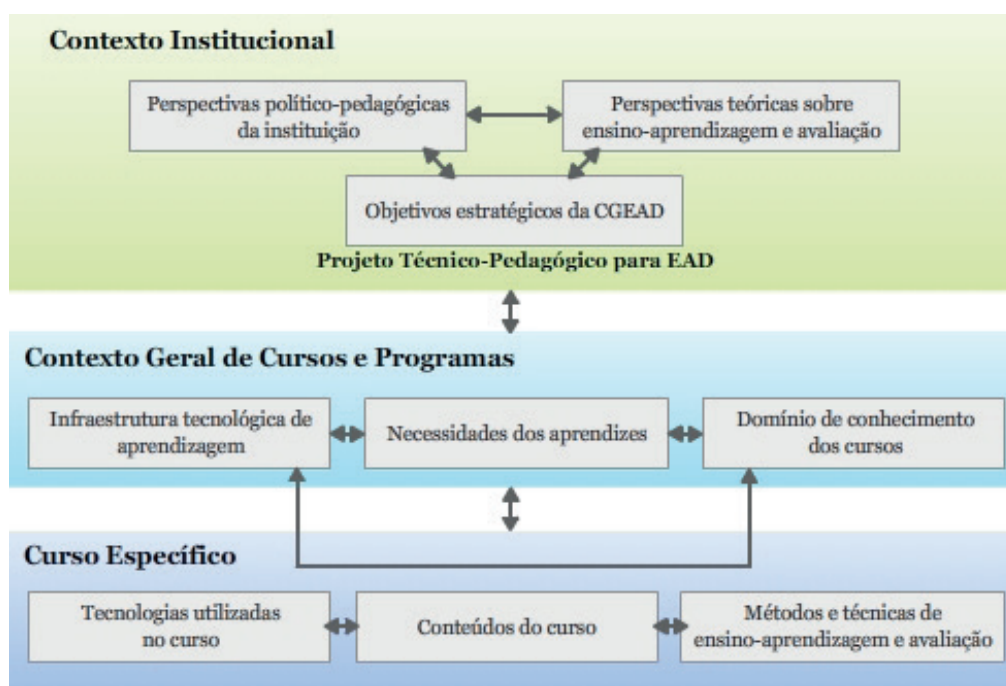 Contexto Institucional
Perspectivas político-pedagógicas
da instituição
Perspectivas teóricas sobre
ensino-aprendizagem e avaliação
Objetivos estratégicos da CGEAD
Projeto Técnico-Pedagógico para EAD
Contexto Geral de Cursos e Programas
Infraestrutura tecnológica de
aprendizagem
Necessidades dos aprendizes
Domínio de conhecimento
dos cursos
Curso Específico
Tecnologias utilizadas
no curso
Conteúdos do curso
Métodos e técnicas de
ensino-aprendizagem e avaliação